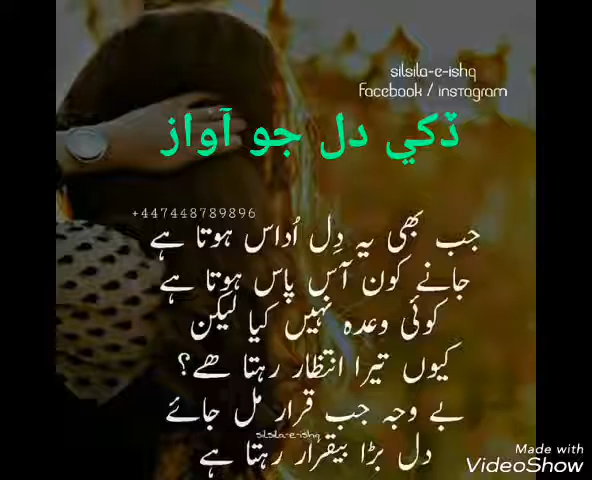 silsila-e-ishq
Facebook / instagram
ڏکي دل جو آواز
+447448789896
جب بھی یہ دِل اُداس ہوتا ہے
جانے کون آس پاس ہوتا ہے
کوئی وعدہ نہیں کیا لیکن
کیوں تیرا انتظار رہتا ھے؟
بے وجہ جب قرار مل جائے
silsila-e-ishq
دل بڑا بیقرار رہتا ہے
Made with
VideoShow